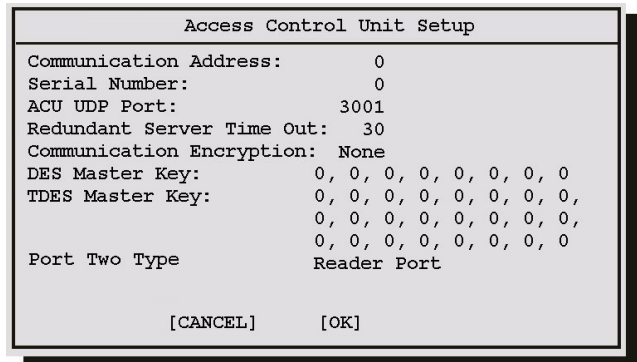 Access Control Unit Setup
Communication Address: 0
Serial Number: 0
ACU UDP Port: 3001
Redundant Server Time Out: 30
Communication Encryption: None
DES Master Key: 0, 0, 0, 0, 0, 0, 0, 0
TDES Master Key: 0, 0, 0, 0, 0, 0, 0, 0,
0, 0, 0, 0, 0, 0, 0, 0,
0, 0, 0, 0, 0, 0, 0, 0
Port Two Type Reader Port
[CANCEL] [OK]